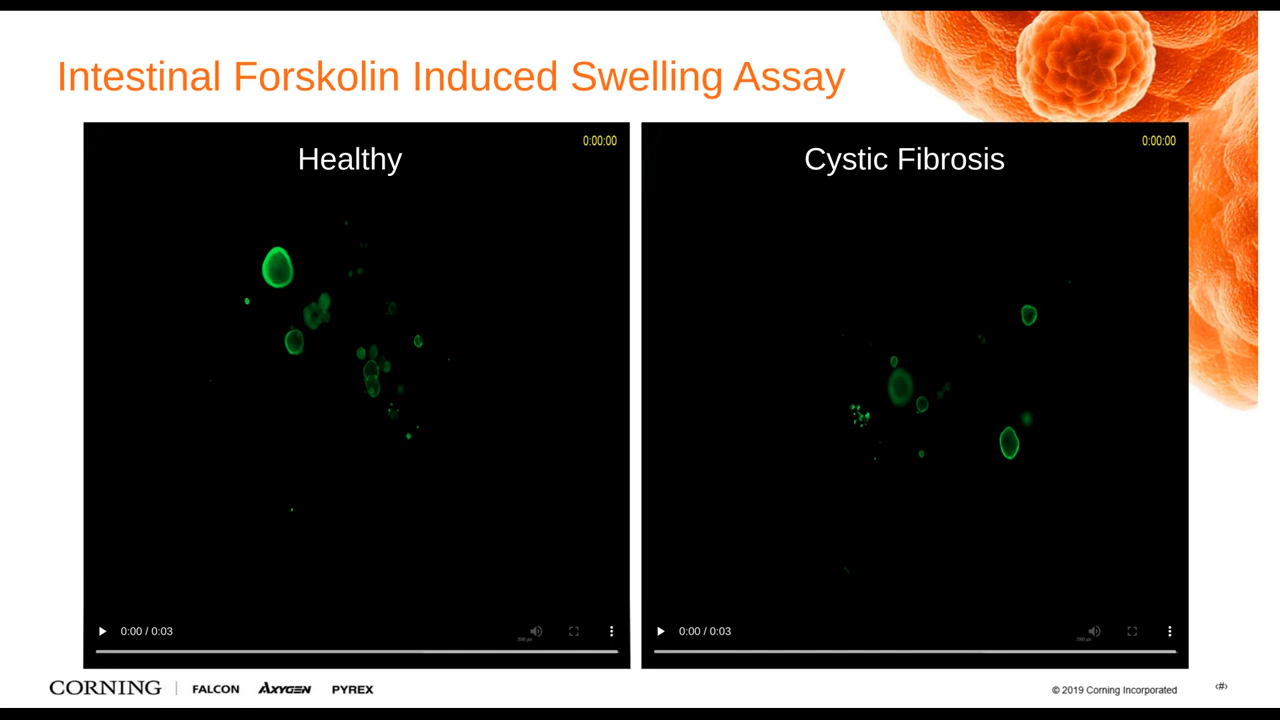 Intestinal Forskolin Induced Swelling Assay
0:00:00
Healthy
0:00:00
Cystic Fibrosis
0:00 / 0:03
0:00 / 0:03
CORNING | FALCON AXYGEN PYREX
© 2019 Corning Incorporated
‹#›